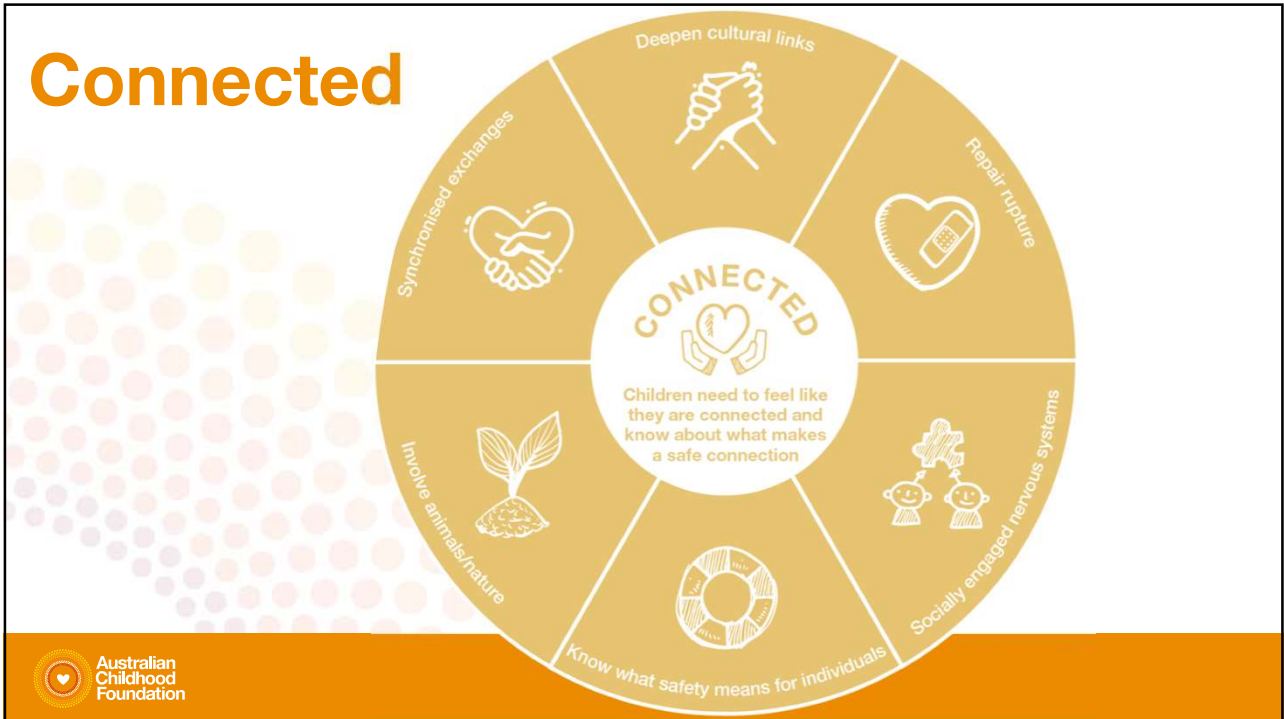 Connected
Deepen cultural links
Repair rupture
Socially engaged nervous systems
Know what safety means for individuals
Involve animals/nature
Synchronised exchanges
CONNECTED
Children need to feel like
they are connected and
know about what makes
a safe connection
Australian
Childhood
Foundation